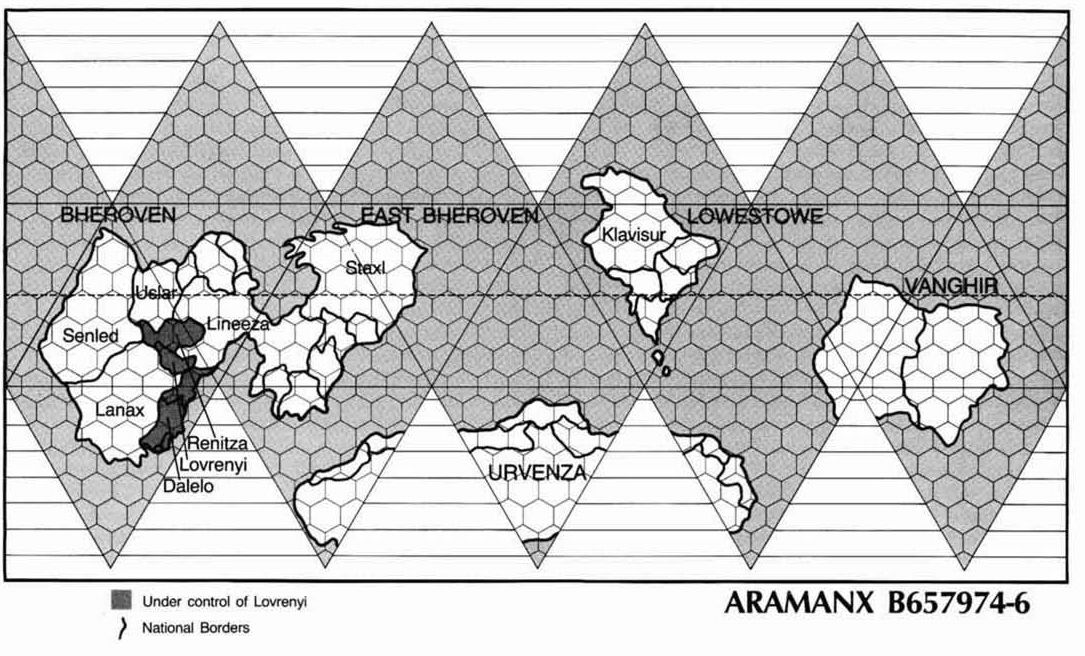 BHEROVEN
EAST BHEROVEN
LOWESTOWE
VANGHIR
Klavisur
Staxl
Uslar
Lineeza
Senled
Lanax
Renitza
Lovrenyi
Dalelo
URVENZA
Under control of Lovrenyi
National Borders
ARAMANX B657974-6